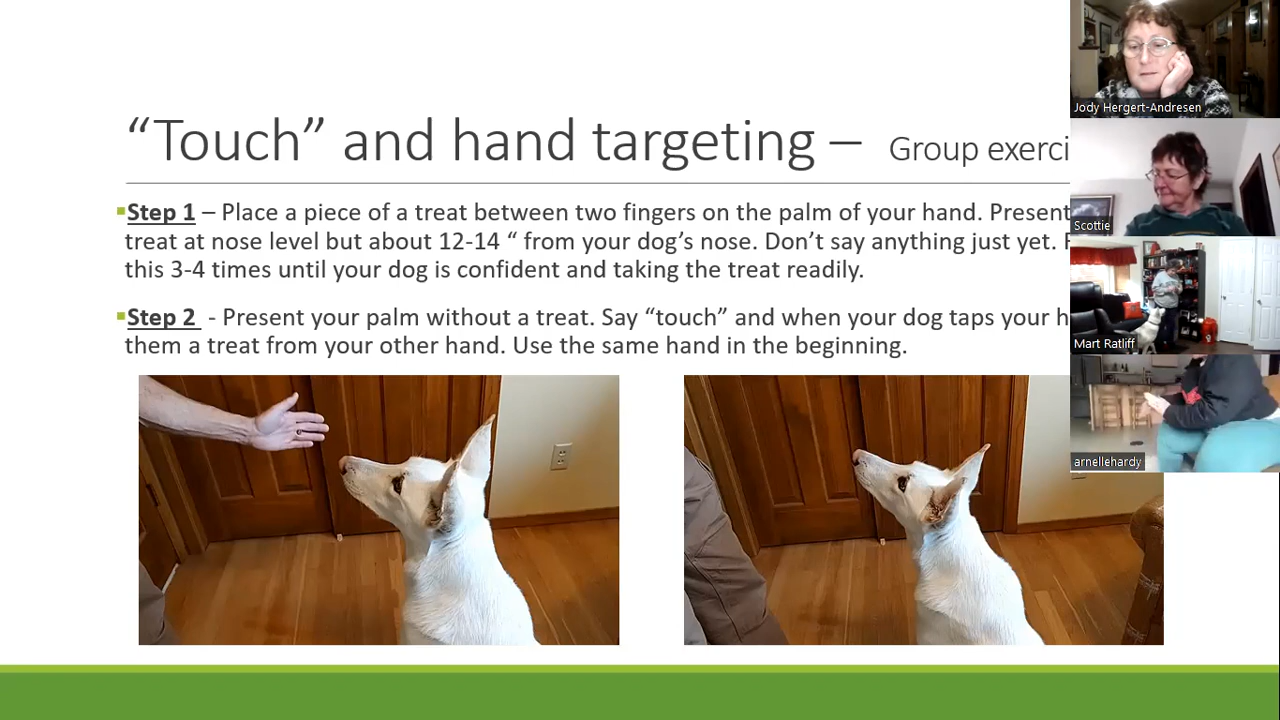 “Touch” and hand targeting – Group exerci
Step 1 – Place a piece of a treat between two fingers on the palm of your hand. Present
treat at nose level but about 12-14 “ from your dog’s nose. Don’t say anything just yet.
this 3-4 times until your dog is confident and taking the treat readily.
Step 2 - Present your palm without a treat. Say “touch” and when your dog taps your h
them a treat from your other hand. Use the same hand in the beginning.
Jody Hergert-Andresen
Scottie
Mart Ratliff
arnellehardy